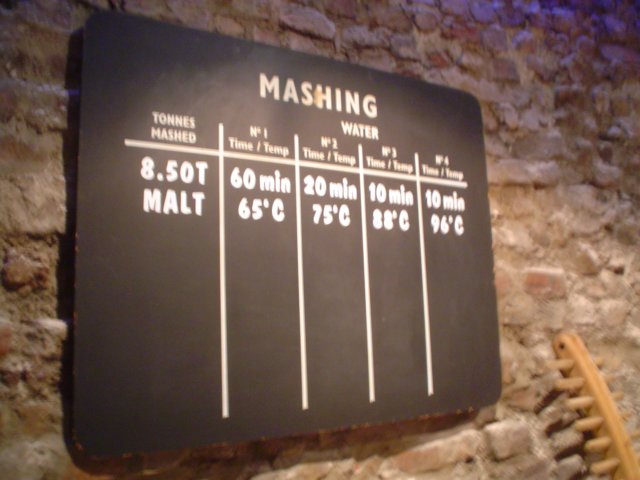 MASHING
TONNES MASHED
WATER
Nº 1 Time / Temp
Nº 2 Time / Temp
Nº 3 Time / Temp
Nº 4 Time / Temp
8.50T 60 min 20 min 10 min 10 min
MALT 65°C 75°C 88°C 96°C